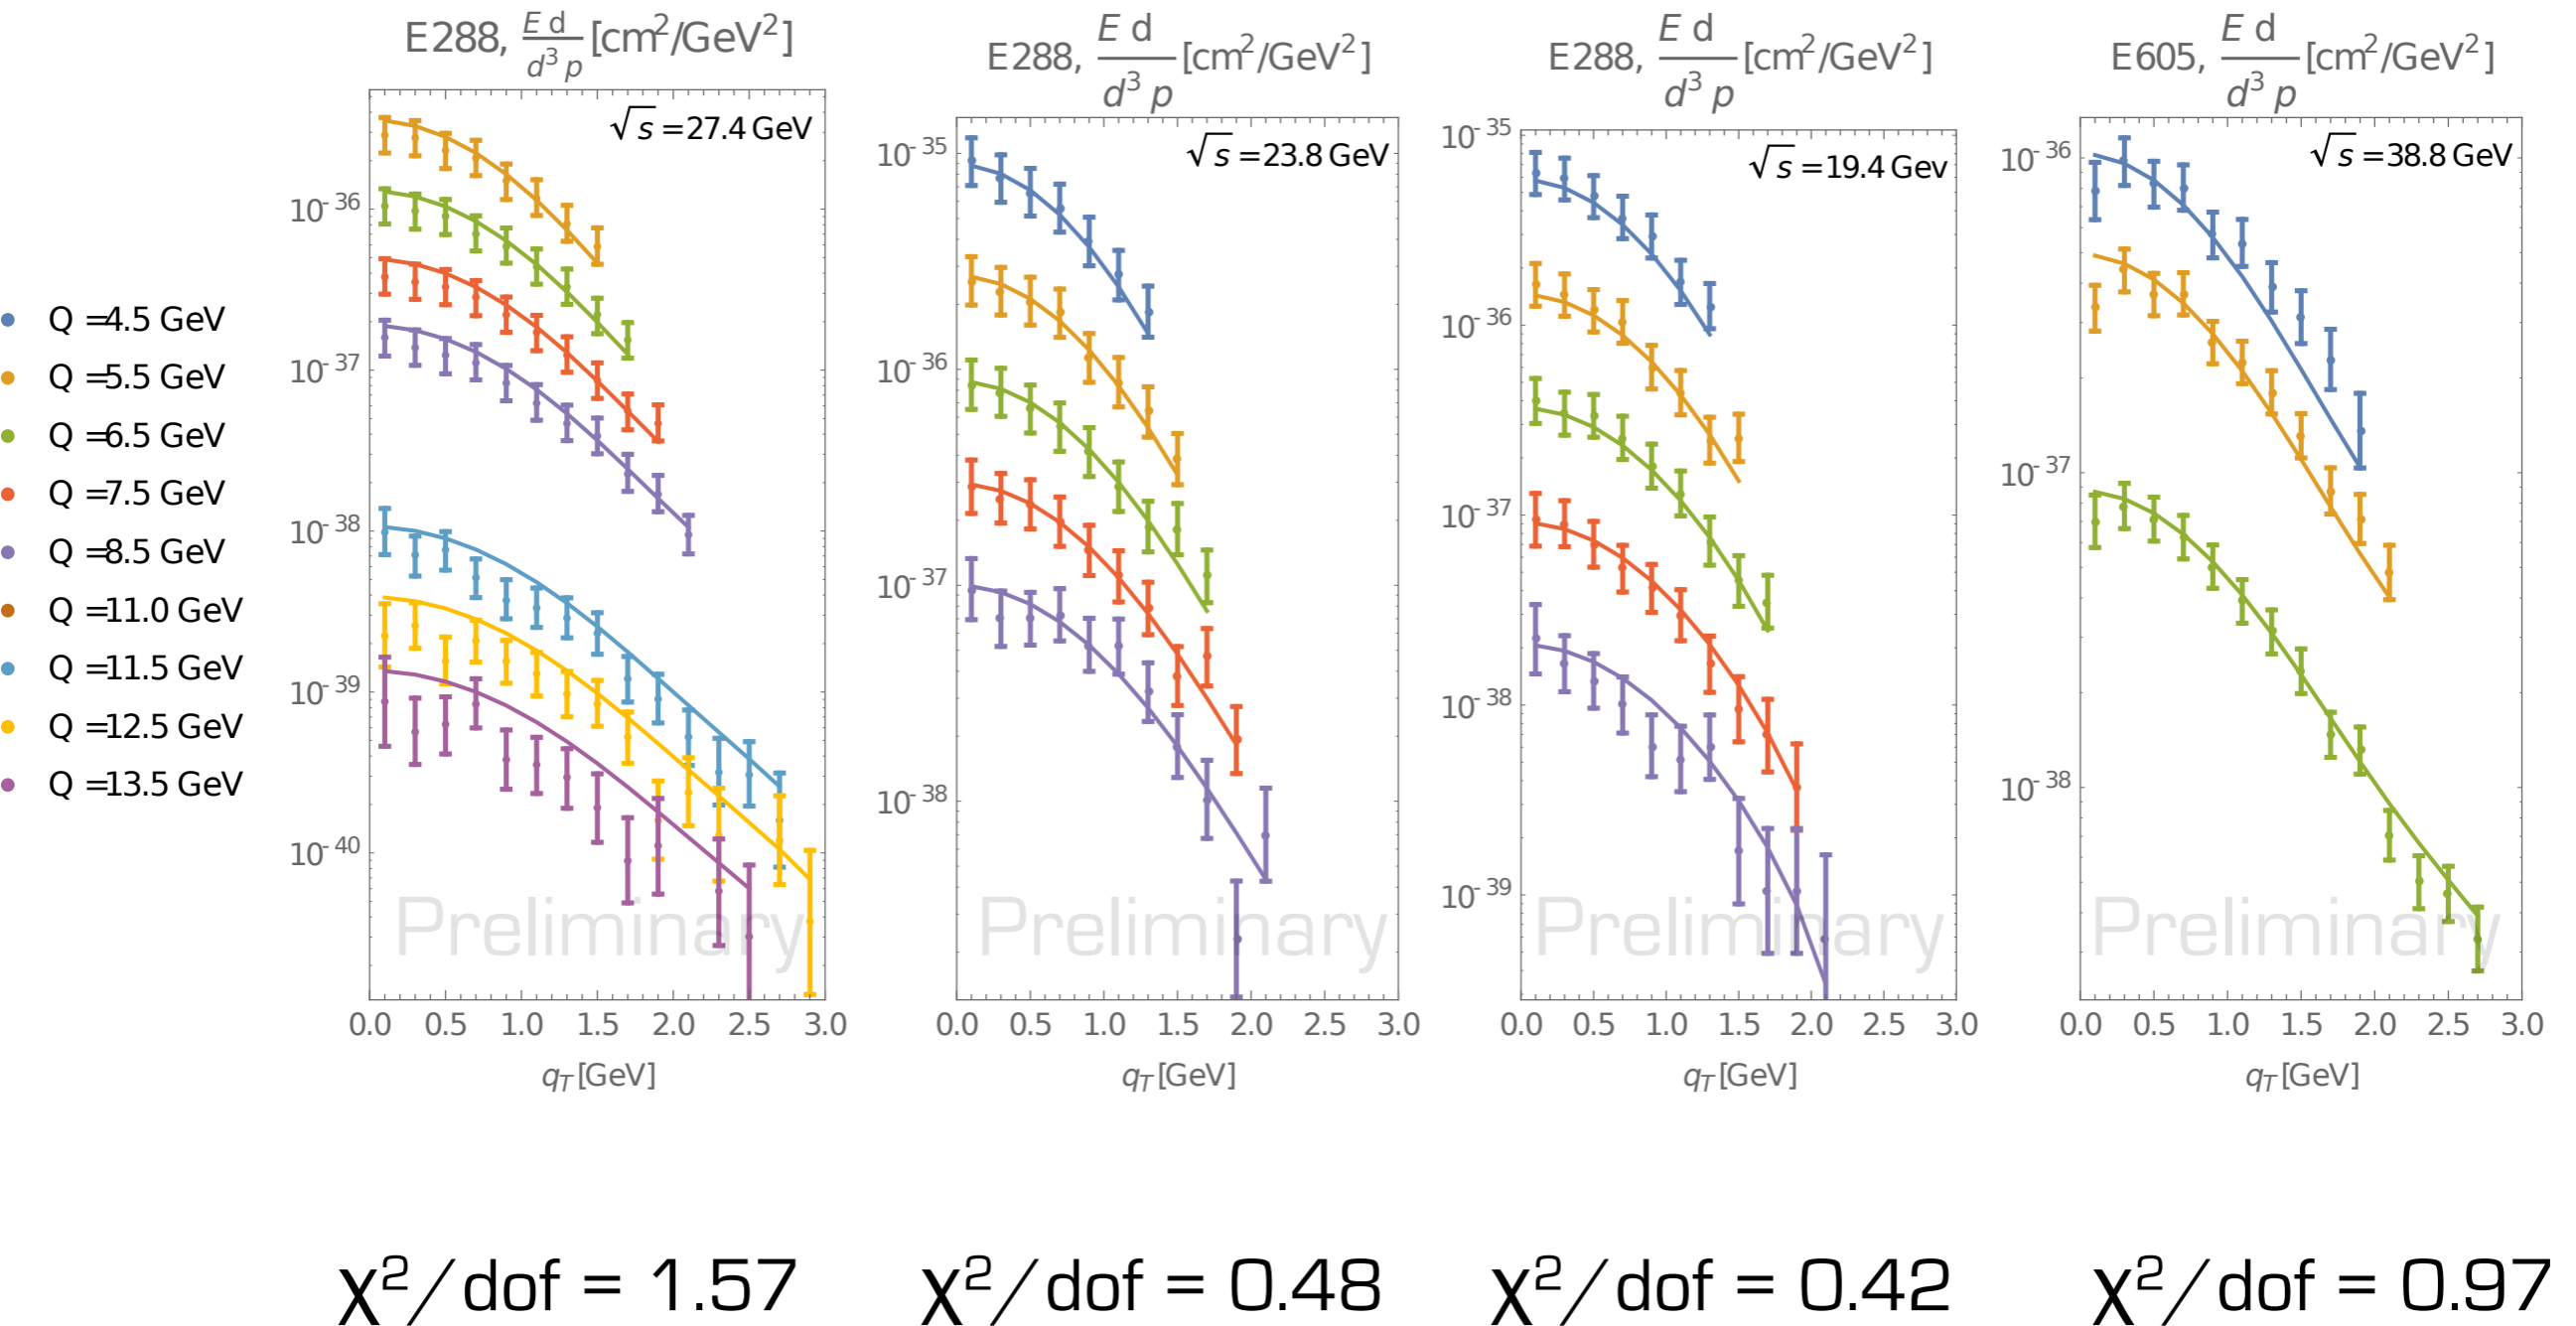 E288, E d/d³ p [cm²/GeV²]
E288, E d/d³ p [cm²/GeV²]
E288, E d/d³ p [cm²/GeV²]
E605, E d/d³ p [cm²/GeV²]
Q =4.5 GeV
Q =5.5 GeV
Q =6.5 GeV
Q =7.5 GeV
Q =8.5 GeV
Q =11.0 GeV
Q =11.5 GeV
Q =12.5 GeV
Q =13.5 GeV
√s =27.4 GeV
10⁻³⁶
10⁻³⁷
10⁻³⁸
10⁻³⁹
10⁻⁴⁰
Preliminary
0.0 0.5 1.0 1.5 2.0 2.5 3.0
qT [GeV]
√s =23.8 GeV
10⁻³⁵
10⁻³⁶
10⁻³⁷
10⁻³⁸
Preliminary
0.0 0.5 1.0 1.5 2.0 2.5 3.0
qT [GeV]
√s =19.4 Gev
10⁻³⁵
10⁻³⁶
10⁻³⁷
10⁻³⁸
10⁻³⁹
Preliminary
0.0 0.5 1.0 1.5 2.0 2.5 3.0
qT [GeV]
√s =38.8 GeV
10⁻³⁶
10⁻³⁷
10⁻³⁸
Preliminary
0.0 0.5 1.0 1.5 2.0 2.5 3.0
qT [GeV]
χ²/dof = 1.57
χ²/dof = 0.48
χ²/dof = 0.42
χ²/dof = 0.97